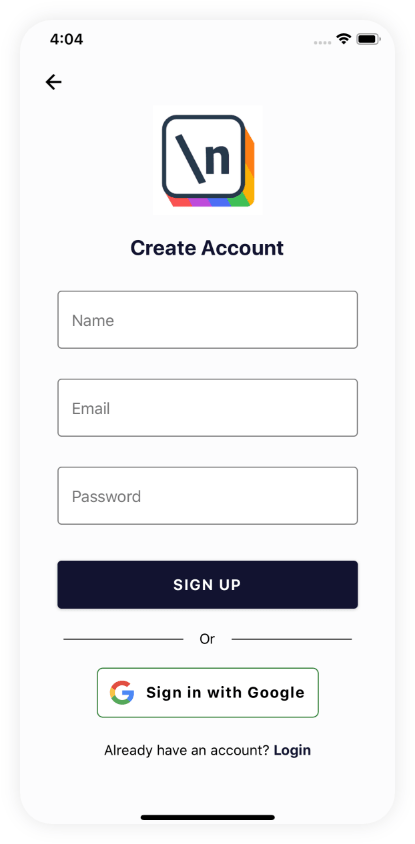 4:04
\n
Create Account
Name
Email
Password
SIGN UP
Or
Sign in with Google
Already have an account? Login